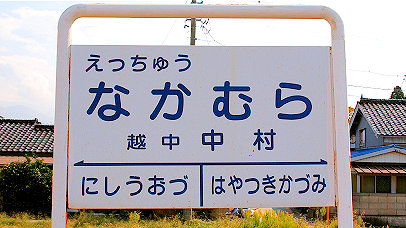 えっちゅう
なかむら
越中中村
にしうおづ はやつきかづみ